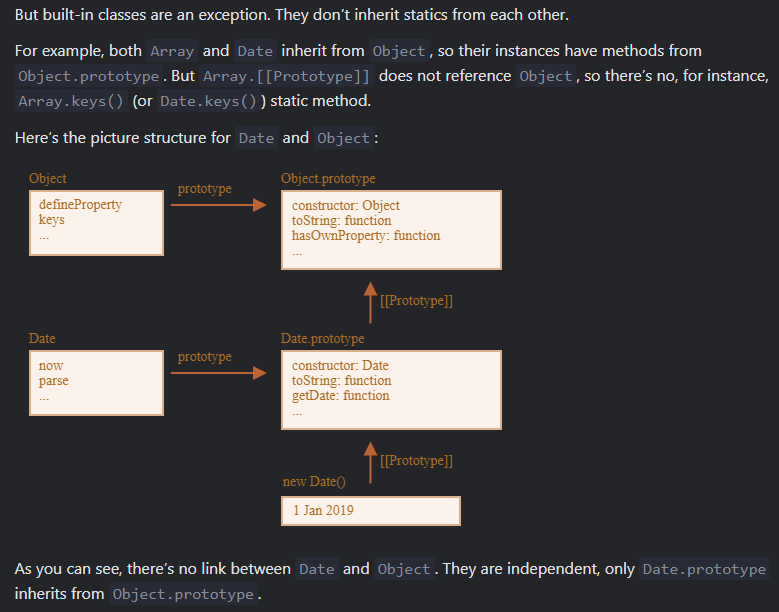 But built-in classes are an exception. They don’t inherit statics from each other.
For example, both Array and Date inherit from Object, so their instances have methods from
Object.prototype. But Array.[[Prototype]] does not reference Object, so there’s no, for instance,
Array.keys() (or Date.keys()) static method.
Here’s the picture structure for Date and Object:
Object
defineProperty
keys
...
prototype
Object.prototype
constructor: Object
toString: function
hasOwnProperty: function
...
[[Prototype]]
Date
now
parse
...
prototype
Date.prototype
constructor: Date
toString: function
getDate: function
...
[[Prototype]]
new Date()
1 Jan 2019
As you can see, there’s no link between Date and Object. They are independent, only Date.prototype
inherits from Object.prototype.